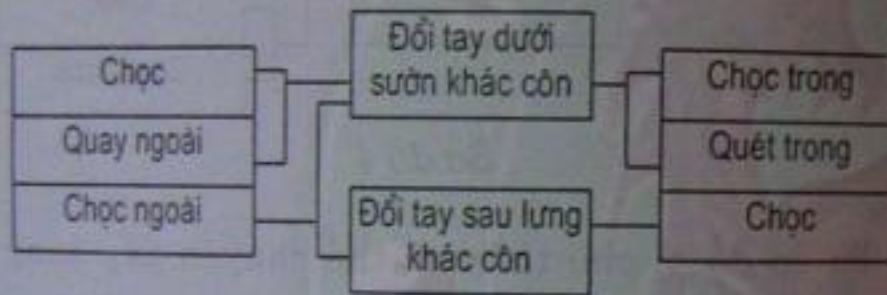 Chọc
Quay ngoài
Chọc ngoài
Đổi tay dưới
sườn khác côn
Đổi tay sau lưng
khác côn
Chọc trong
Quét trong
Chọc